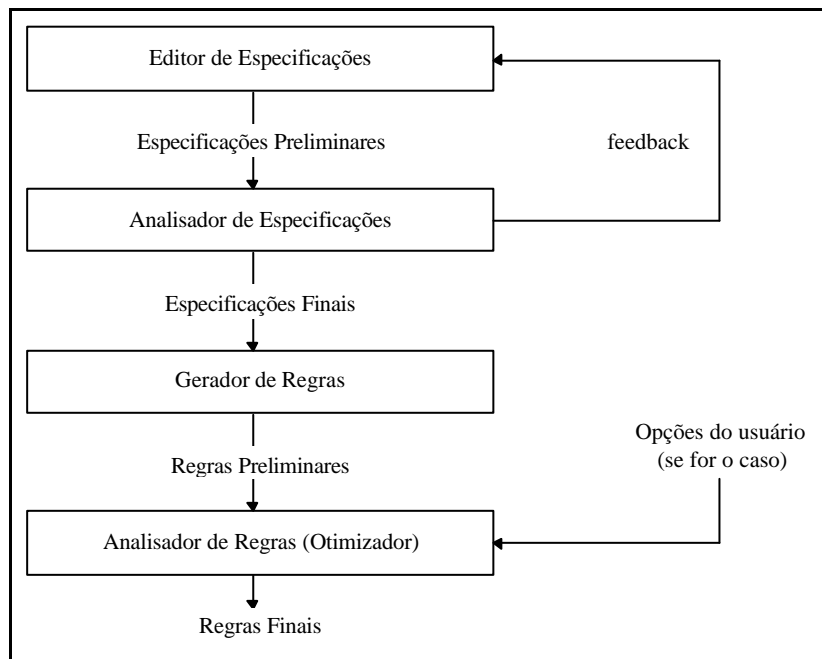 Editor de Especificações
Especificações Preliminares
feedback
Analisador de Especificações
Especificações Finais
Gerador de Regras
Opções do usuário
(se for o caso)
Regras Preliminares
Analisador de Regras (Otimizador)
Regras Finais